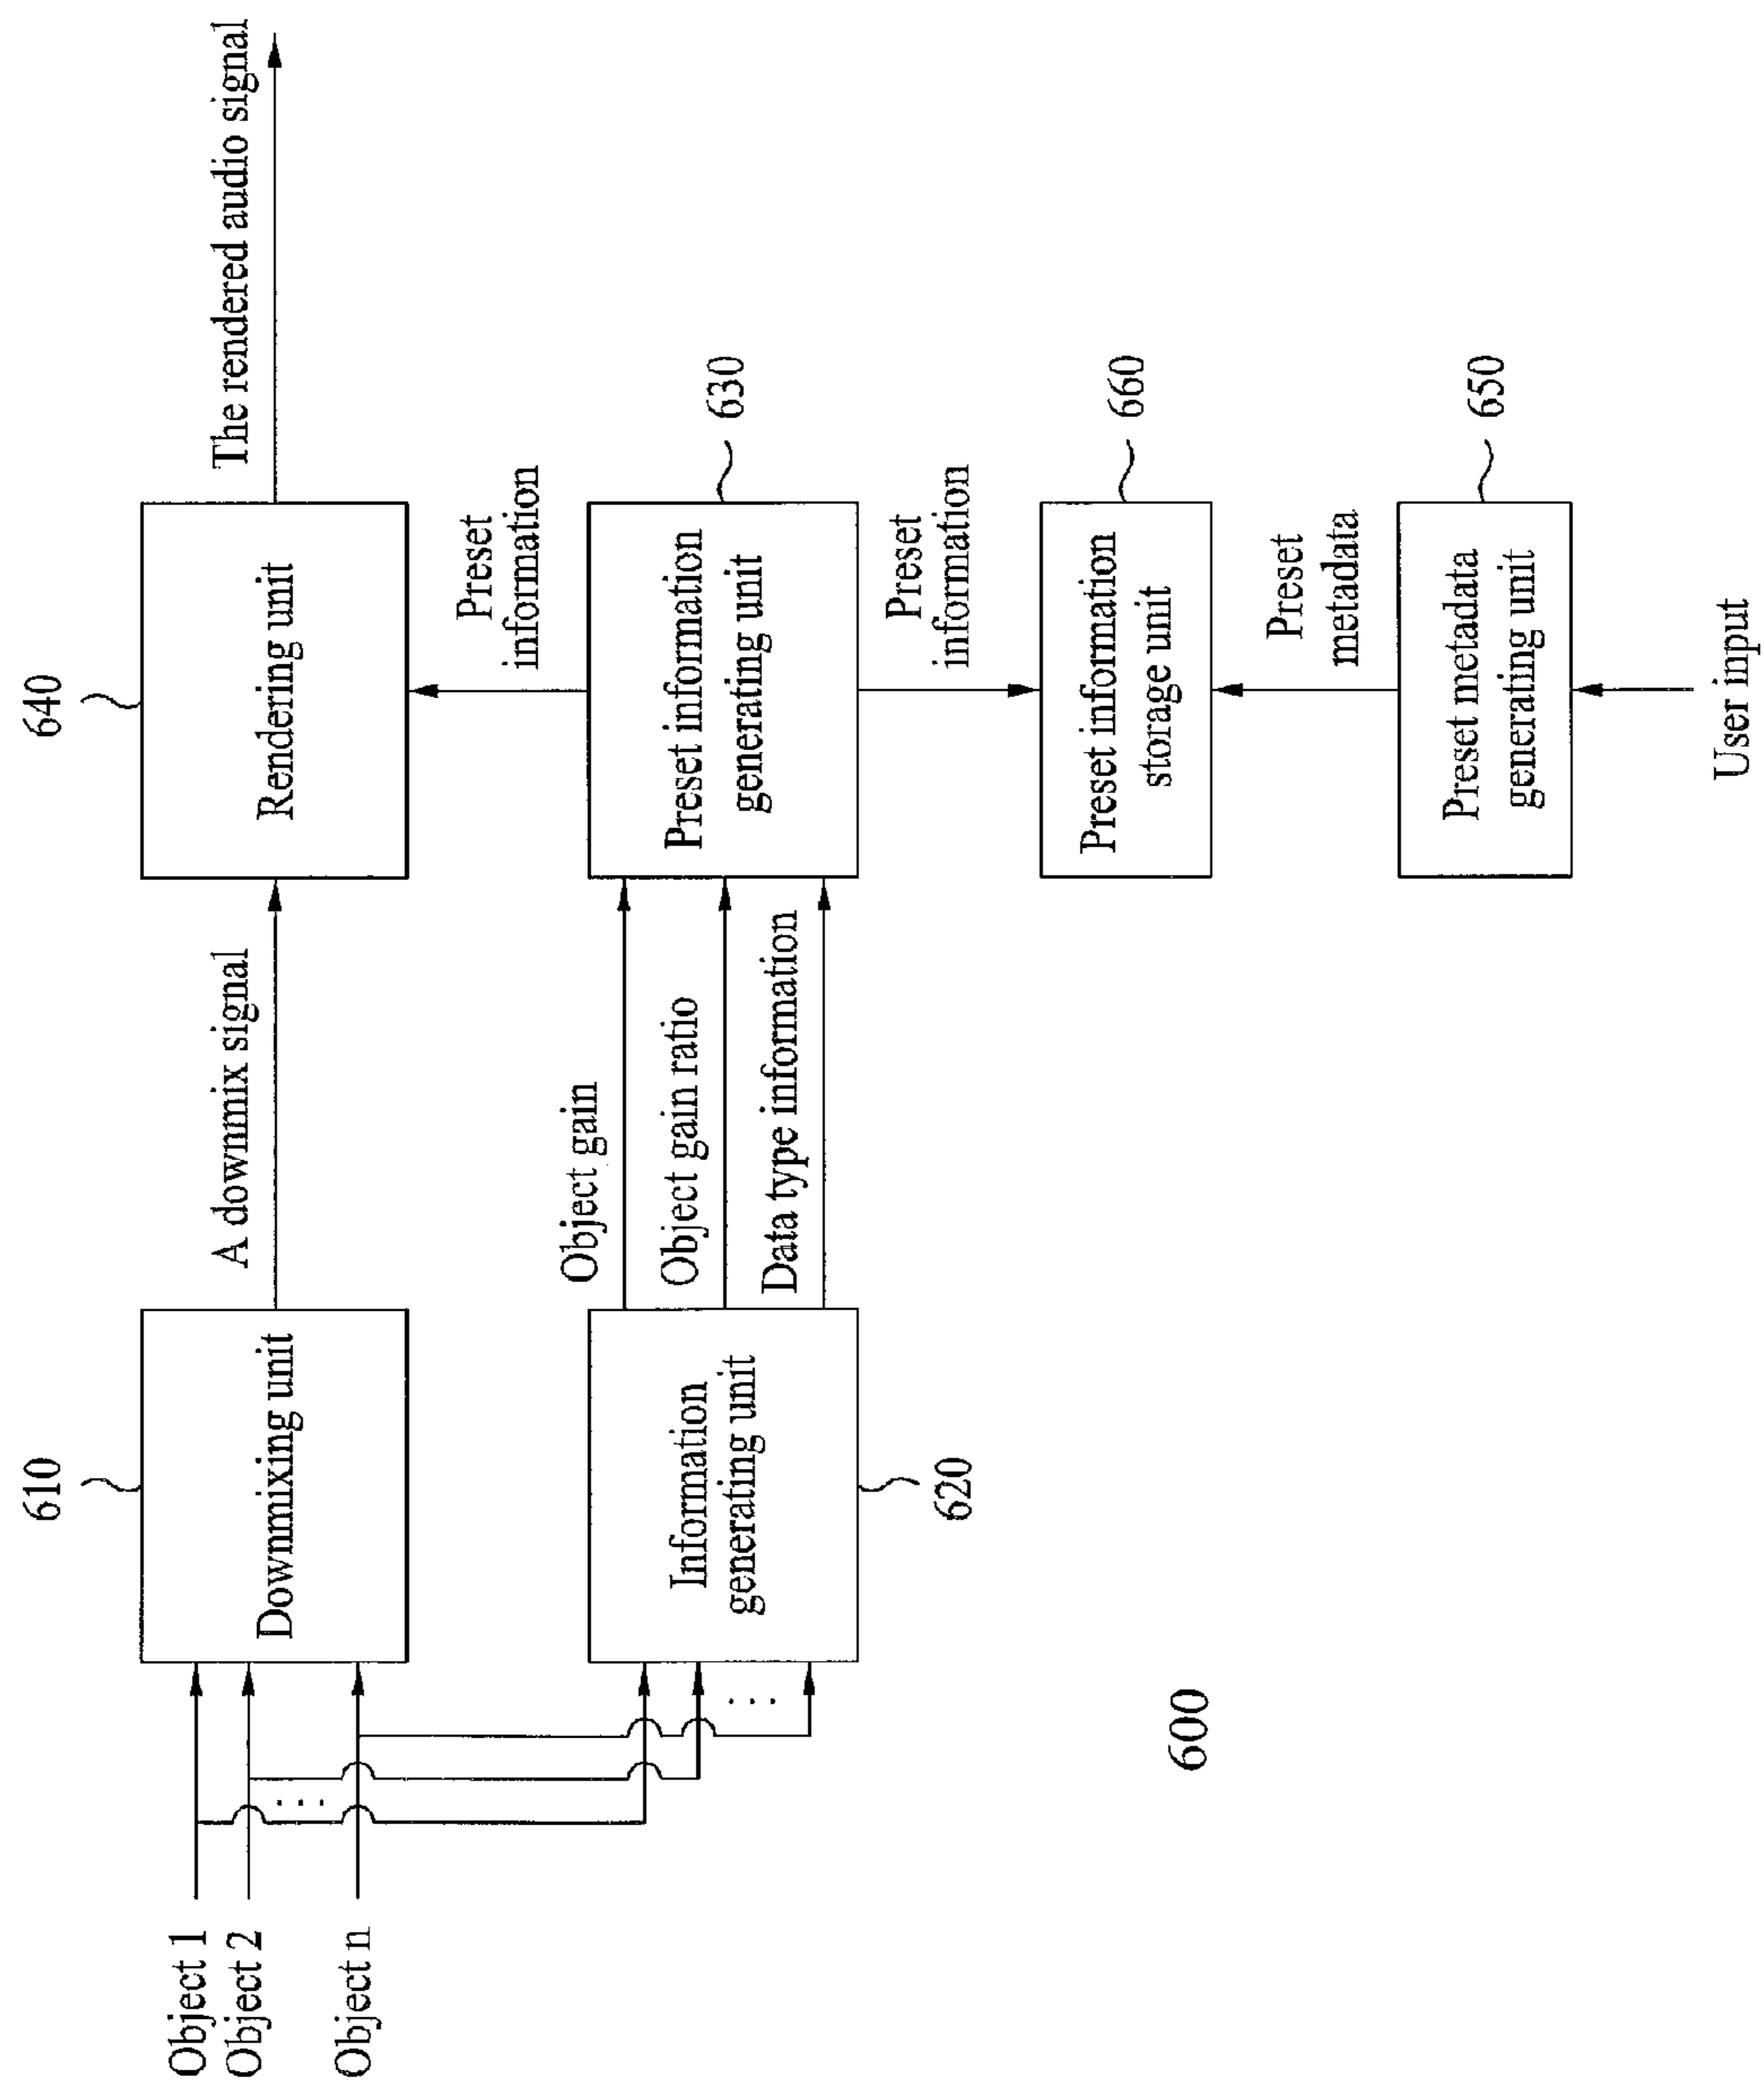 610
640
Object 1
Object 2
Object n
Downmixing unit
A downmix signal
Rendering unit
The rendered audio signal
Preset
information
Information
generating unit
620
Object gain
Object gain ratio
Data type information
Preset information
generating unit
630
Preset
information
Preset information
storage unit
660
Preset
metadata
Preset metadata
generating unit
650
User input
600